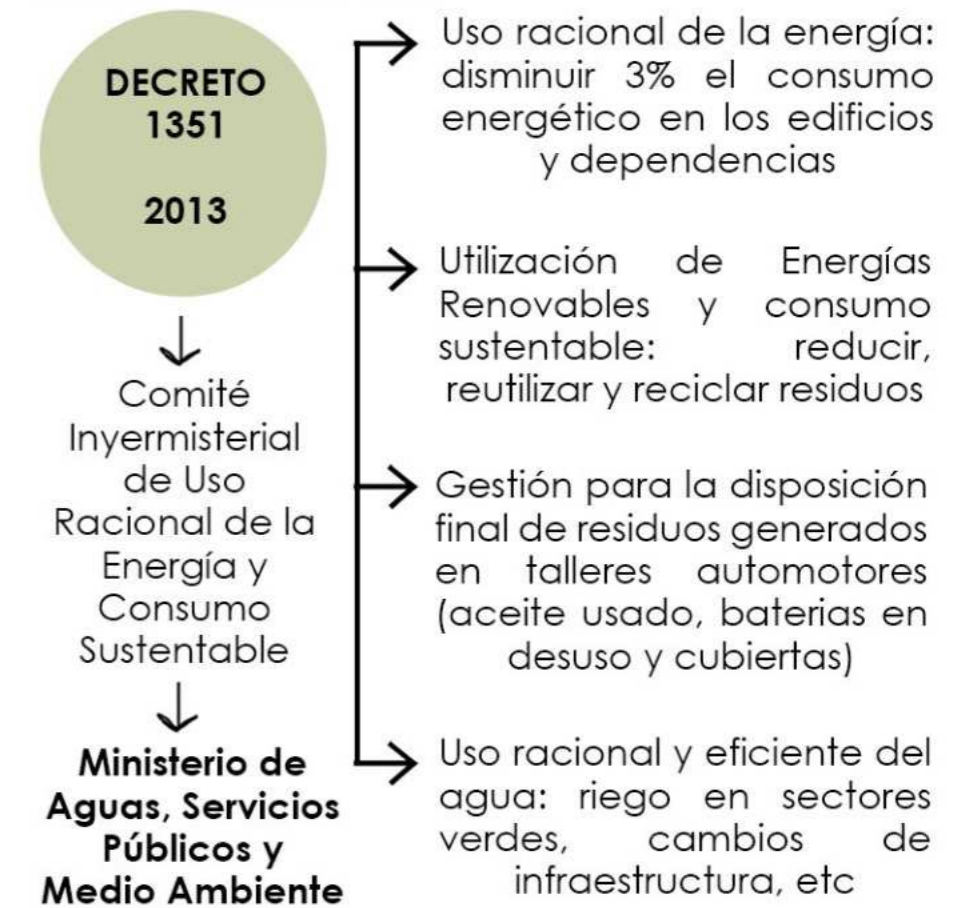 DECRETO
1351
2013
Comité
Inyermisterial
de Uso
Racional de la
Energía y
Consumo
Sustentable
Ministerio de
Aguas, Servicios
Públicos y
Medio Ambiente
Uso racional de la energía:
disminuir 3% el consumo
energético en los edificios
y dependencias
Utilización de Energías
Renovables y consumo
sustentable: reducir,
reutilizar y reciclar residuos
Gestión para la disposición
final de residuos generados
en talleres automotores
(aceite usado, baterias en
desuso y cubiertas)
Uso racional y eficiente del
agua: riego en sectores
verdes, cambios de
infraestructura, etc